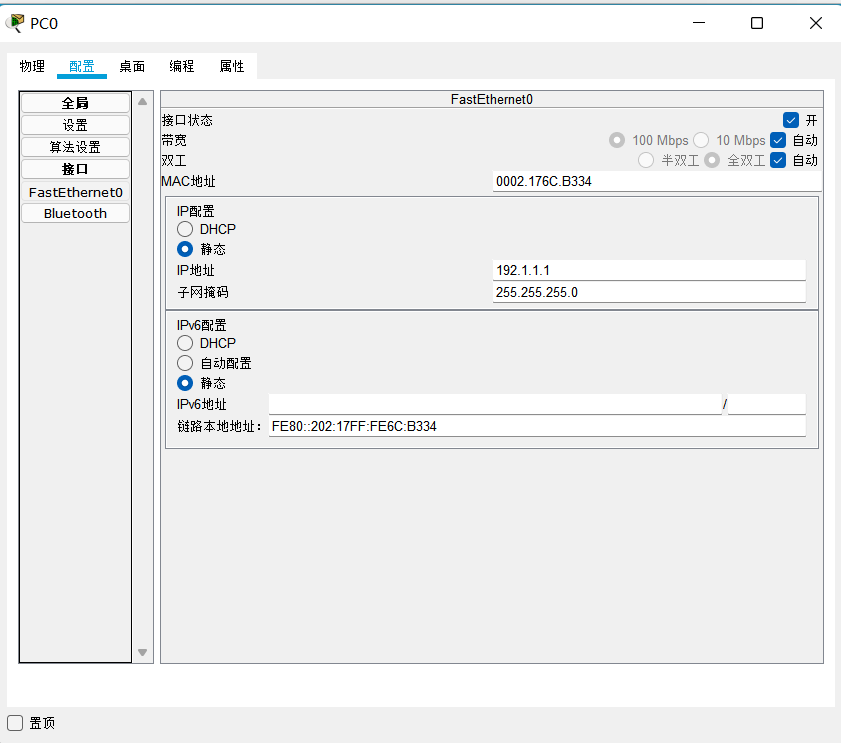 PC0
物理 配置 桌面 编程 属性
全局
设置
算法设置
接口
FastEthernet0
Bluetooth
FastEthernet0
接口状态 开
带宽 100 Mbps 10 Mbps 自动
双工 半双工 全双工 自动
MAC地址 0002.176C.B334
IP配置
DHCP
静态
IP地址 192.1.1.1
子网掩码 255.255.255.0
IPv6配置
DHCP
自动配置
静态
IPv6地址 /
链路本地地址: FE80::202:17FF:FE6C:B334
置顶